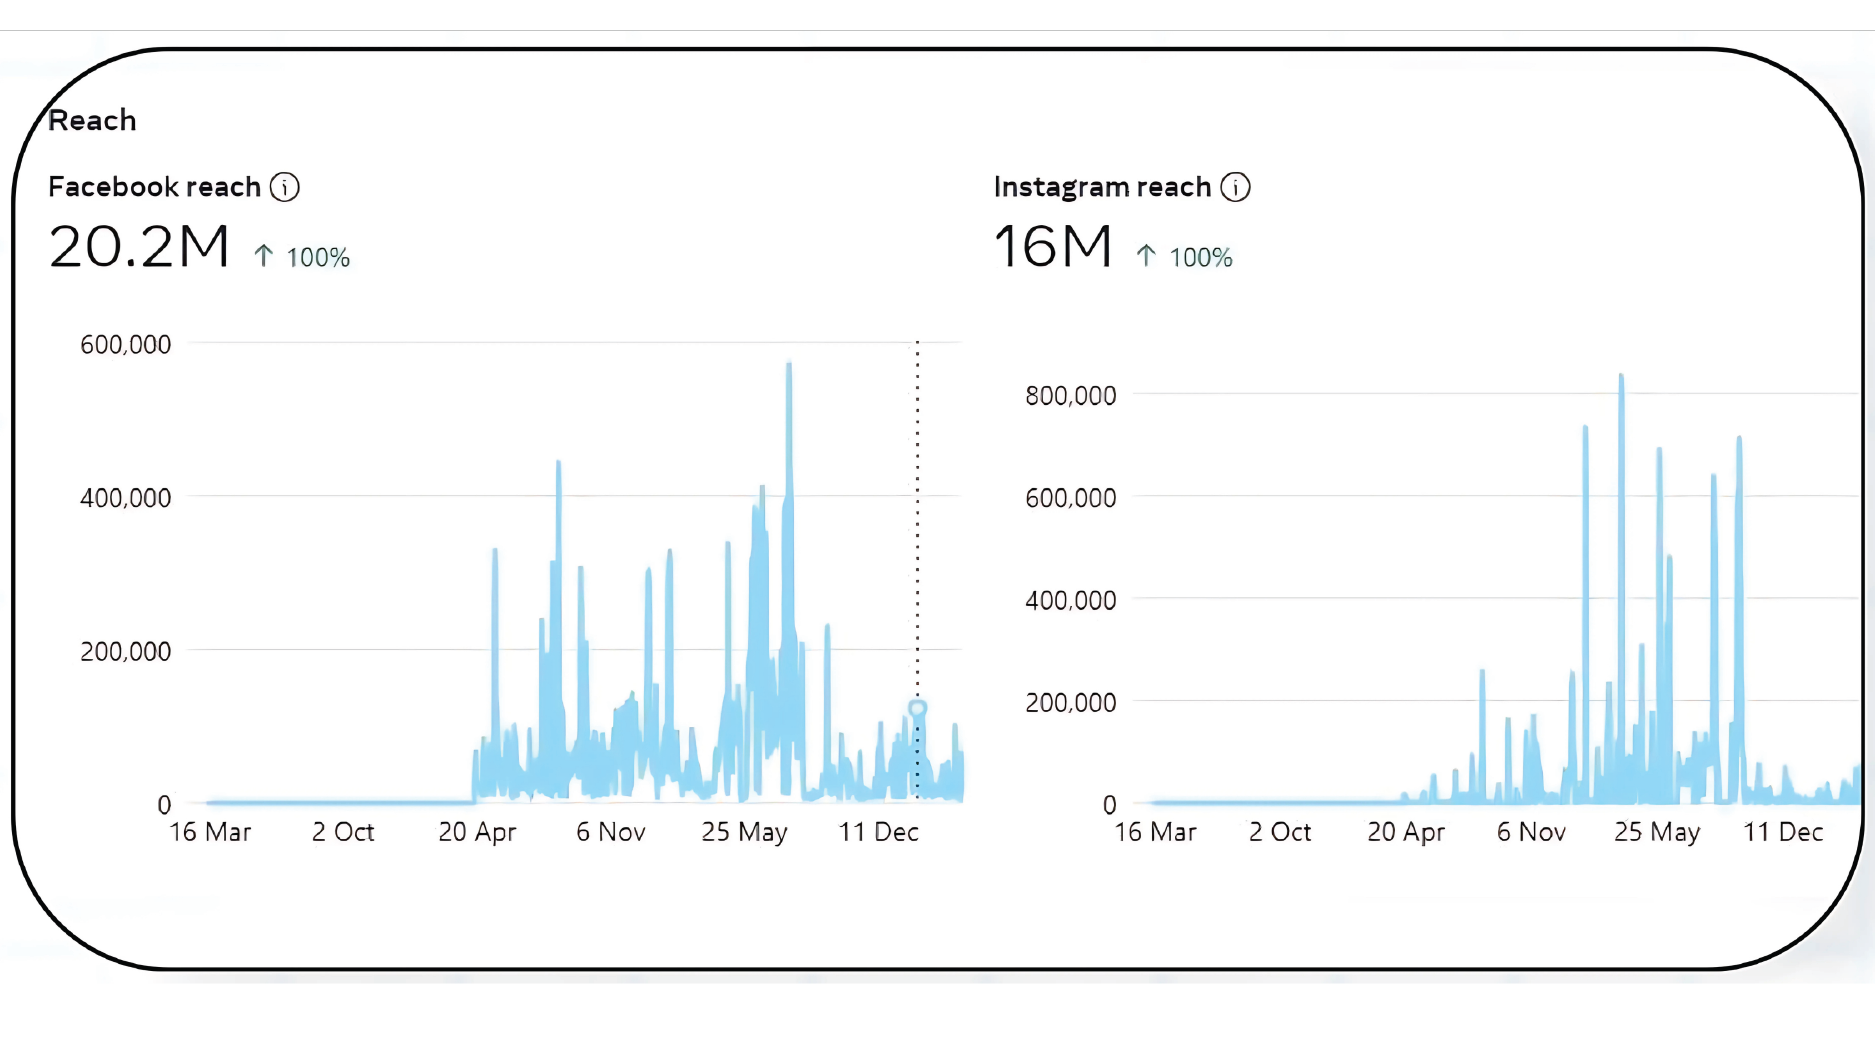 Reach
Facebook reach
20.2M ↑ 100%
600,000
400,000
200,000
0
16 Mar 2 Oct 20 Apr 6 Nov 25 May 11 Dec
Instagram reach
16M ↑ 100%
800,000
600,000
400,000
200,000
0
16 Mar 2 Oct 20 Apr 6 Nov 25 May 11 Dec